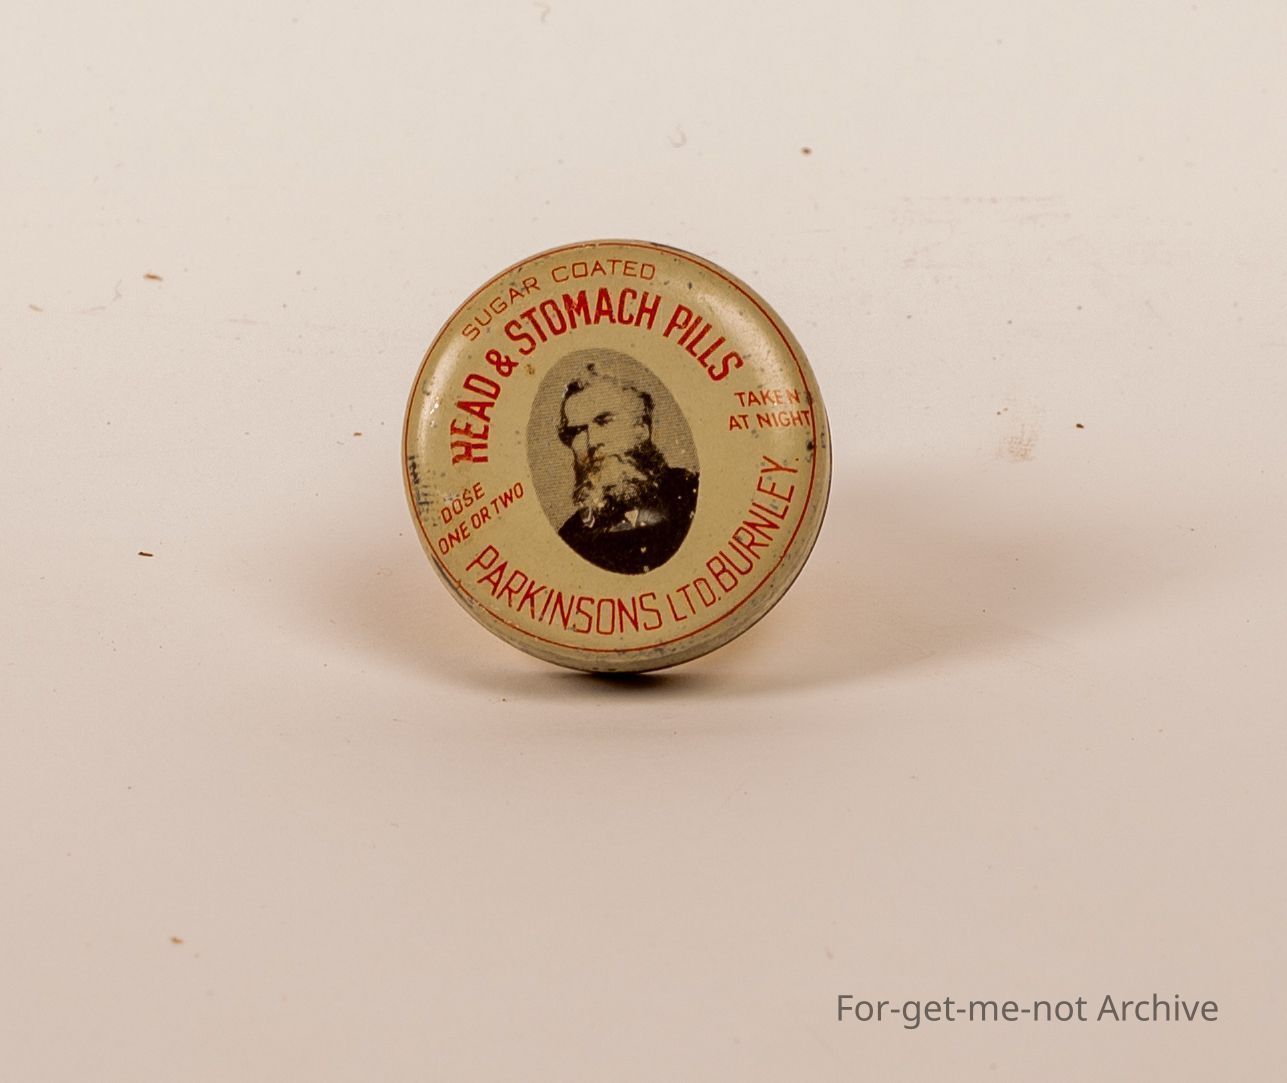 SUGAR COATED
HEAD & STOMACH PILLS
TAKEN
AT NIGHT
DOSE
ONE OR TWO
PARKINSONS LTD. BURNLEY
For-get-me-not Archive